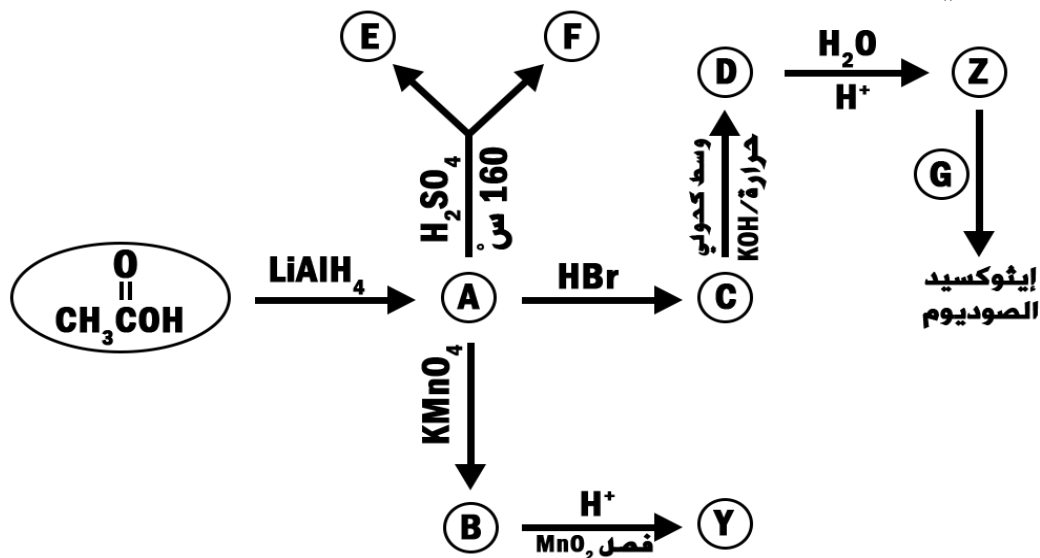 E
F
D
H₂O
H⁺
Z
H₂SO₄
160 °س
وسط كحولي
حرارة/KOH
G
O
CH₃COH
LiAlH₄
A
HBr
C
إيثوكسيد
الصوديوم
KMnO₄
B
H⁺
فصل MnO₂
Y